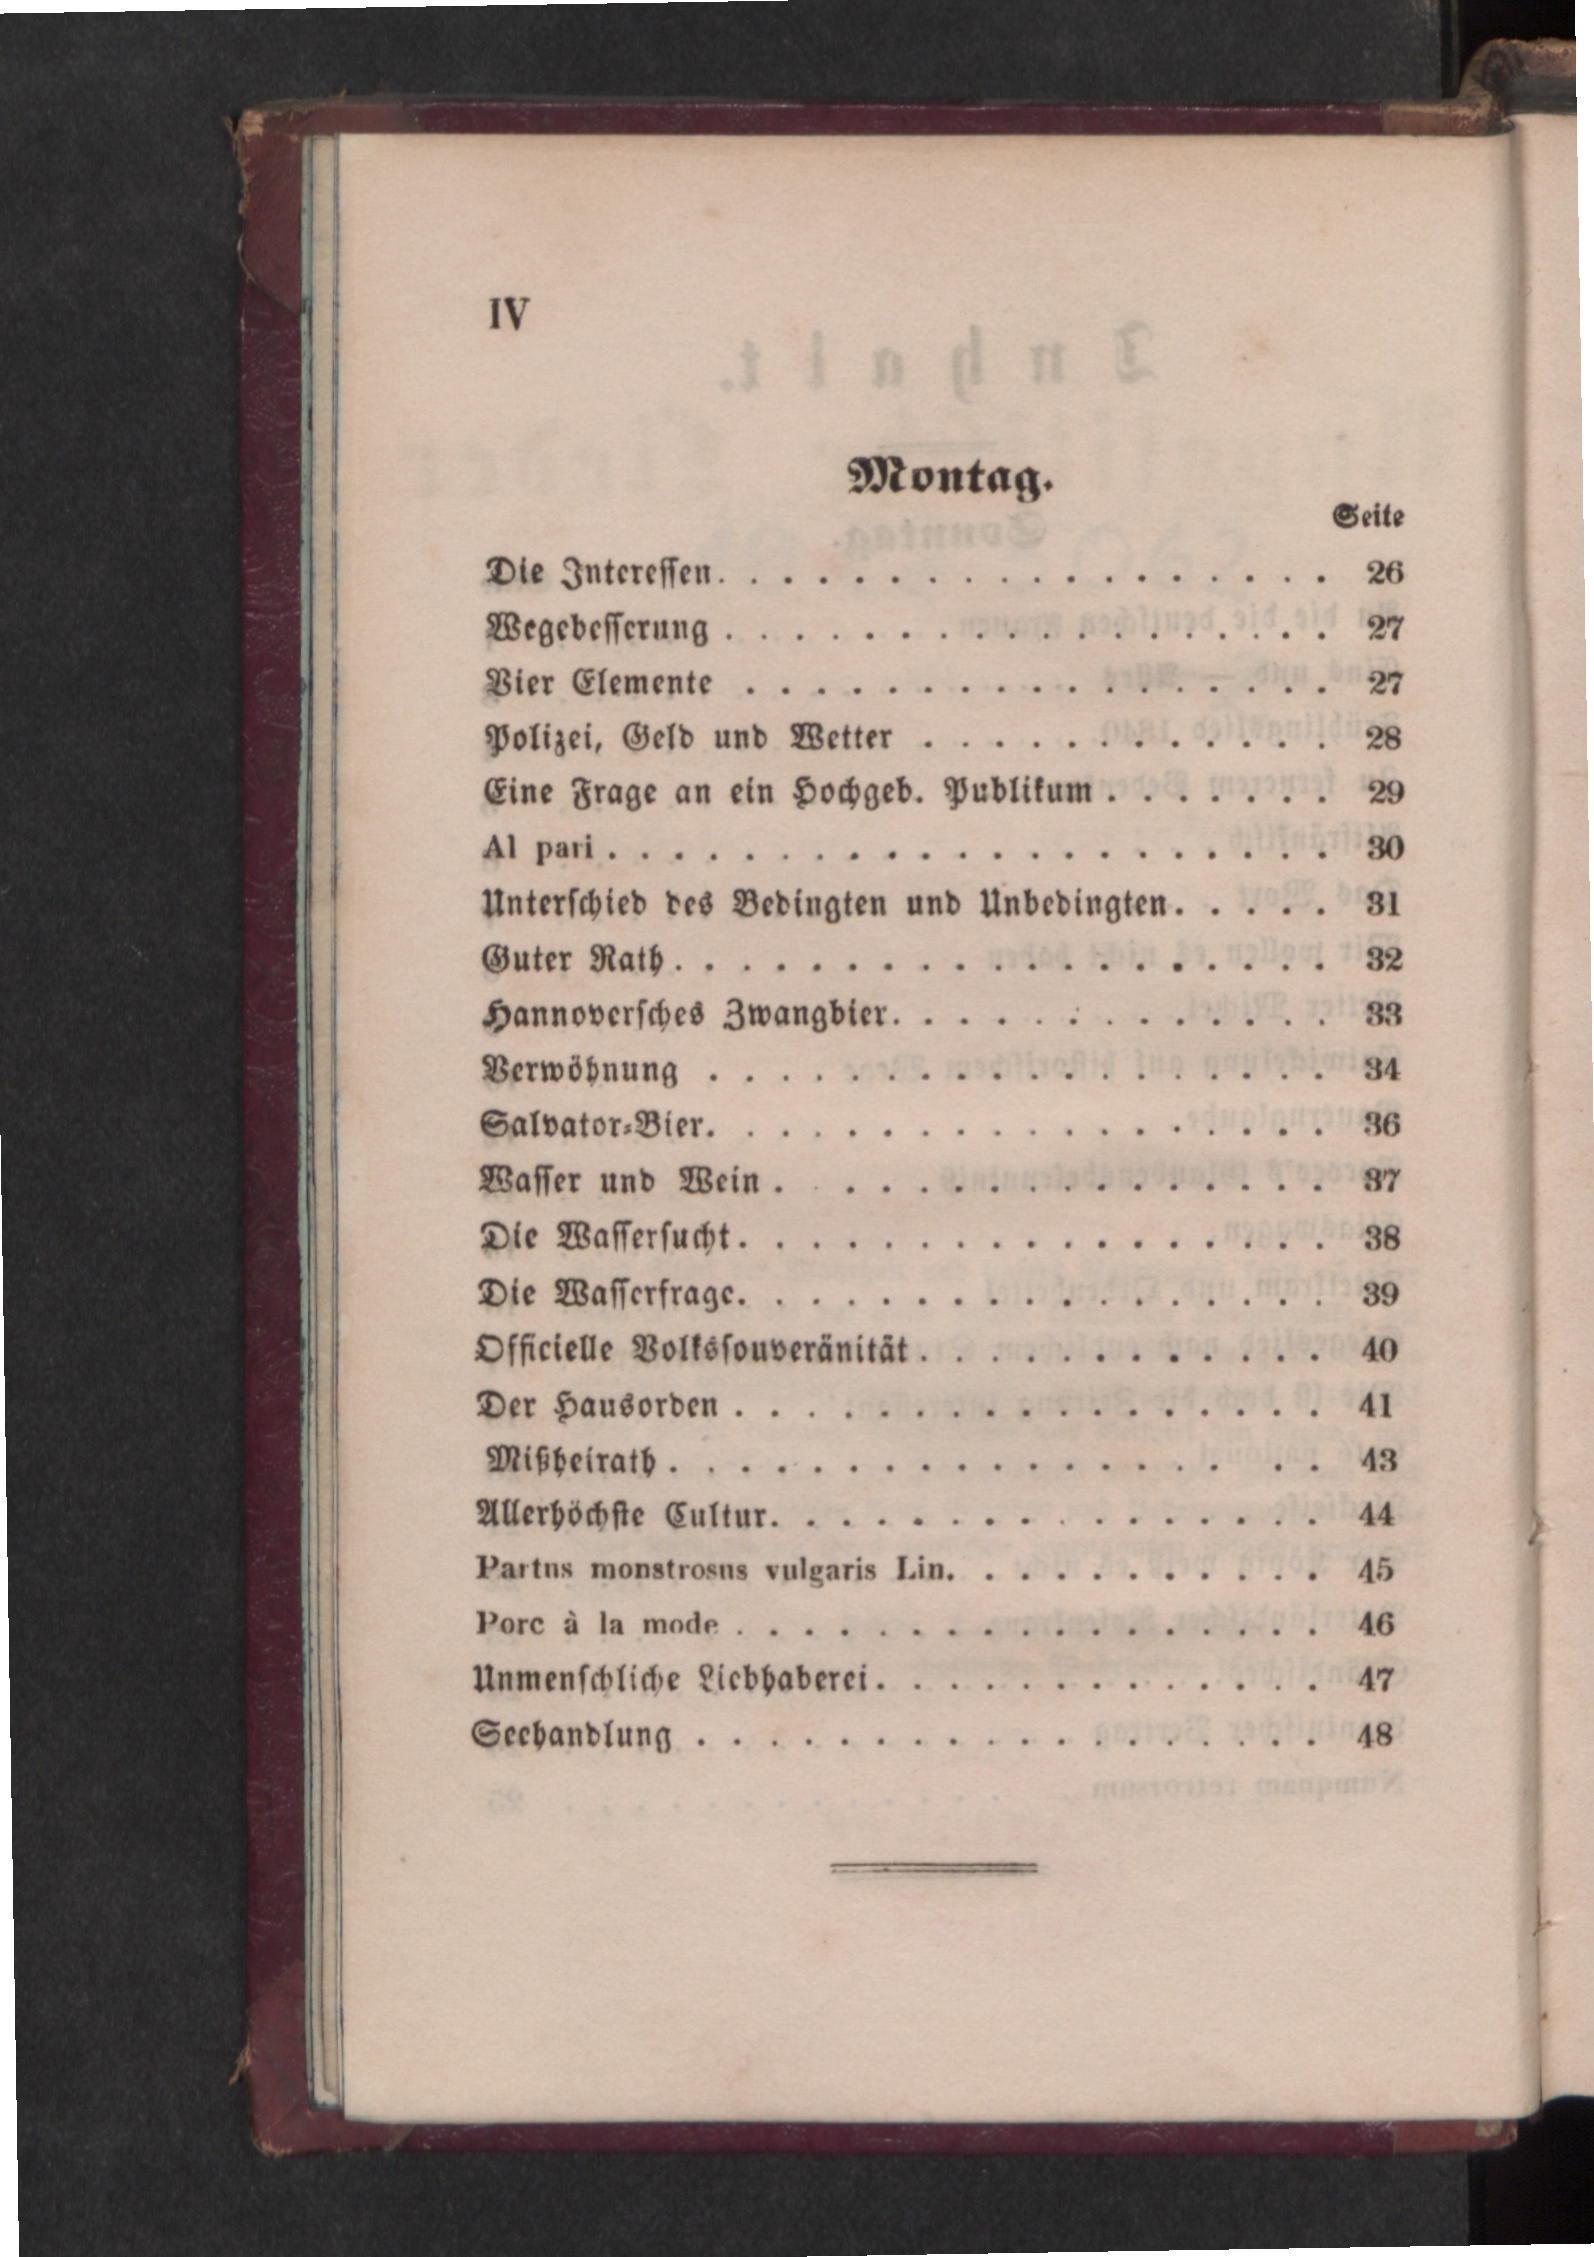 IV
Montag.
Seite
Die Interessen. . . . . . . . . . . . . . . . . . 26
Wegebesserung . . . . . . . . . . . . . . . . . 27
Vier Elemente . . . . . . . . . . . . . . . . . 27
Polizei, Geld und Wetter . . . . . . . . . . . . 28
Eine Frage an ein Hochgeb. Publikum . . . . . . . 29
Al pari . . . . . . . . . . . . . . . . . . . . . 30
Unterschied des Bedingten und Unbedingten. . . . . 31
Guter Rath . . . . . . . . . . . . . . . . . . . 32
Hannoversches Zwangbier. . . . . . . . . . . . . 33
Verwöhnung . . . . . . . . . . . . . . . . . . 34
Salvator-Bier. . . . . . . . . . . . . . . . . . 36
Wasser und Wein . . . . . . . . . . . . . . . 37
Die Wassersucht. . . . . . . . . . . . . . . . . 38
Die Wasserfrage. . . . . . . . . . . . . . . . . 39
Officielle Volkssouveränität . . . . . . . . . . . . 40
Der Hausorden . . . . . . . . . . . . . . . . . 41
Mißheirath . . . . . . . . . . . . . . . . . . 43
Allerhöchste Cultur. . . . . . . . . . . . . . . . 44
Partus monstrosus vulgaris Lin. . . . . . . . . . . 45
Porc à la mode . . . . . . . . . . . . . . . . . 46
Unmenschliche Liebhaberei . . . . . . . . . . . . . 47
Seehandlung . . . . . . . . . . . . . . . . . . 48